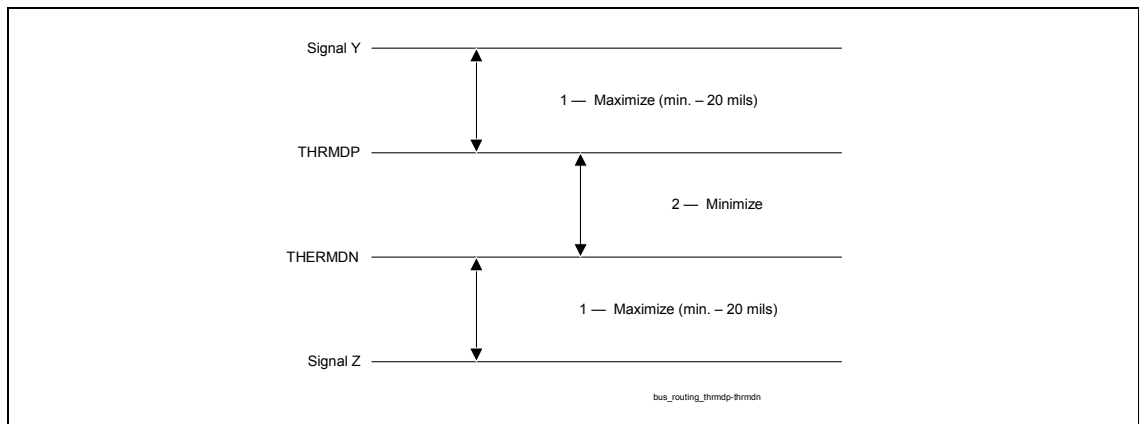 Signal Y
1 — Maximize (min. – 20 mils)
THRMDP
2 — Minimize
THERMDN
1 — Maximize (min. – 20 mils)
Signal Z
bus_routing_thrmdp-thrmdn